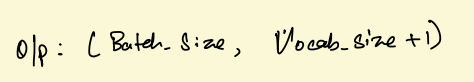 O/p : ( Batch_Size, Vocab_size +1)